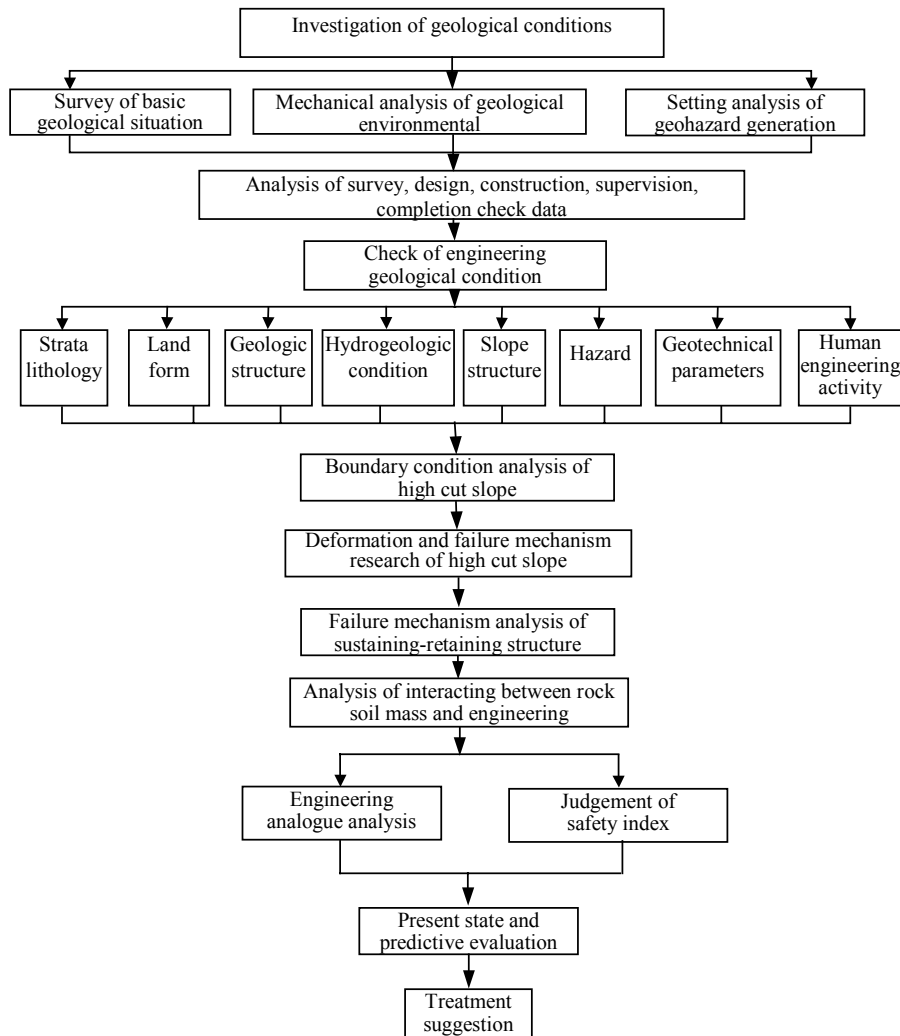 Investigation of geological conditions
Survey of basic
geological situation
Mechanical analysis of geological
environmental
Setting analysis of
geohazard generation
Analysis of survey, design, construction, supervision,
completion check data
Check of engineering
geological condition
Strata
lithology
Land
form
Geologic
structure
Hydrogeologic
condition
Slope
structure
Hazard
Geotechnical
parameters
Human
engineering
activity
Boundary condition analysis of
high cut slope
Deformation and failure mechanism
research of high cut slope
Failure mechanism analysis of
sustaining-retaining structure
Analysis of interacting between rock
soil mass and engineering
Engineering
analogue analysis
Judgement of
safety index
Present state and
predictive evaluation
Treatment
suggestion